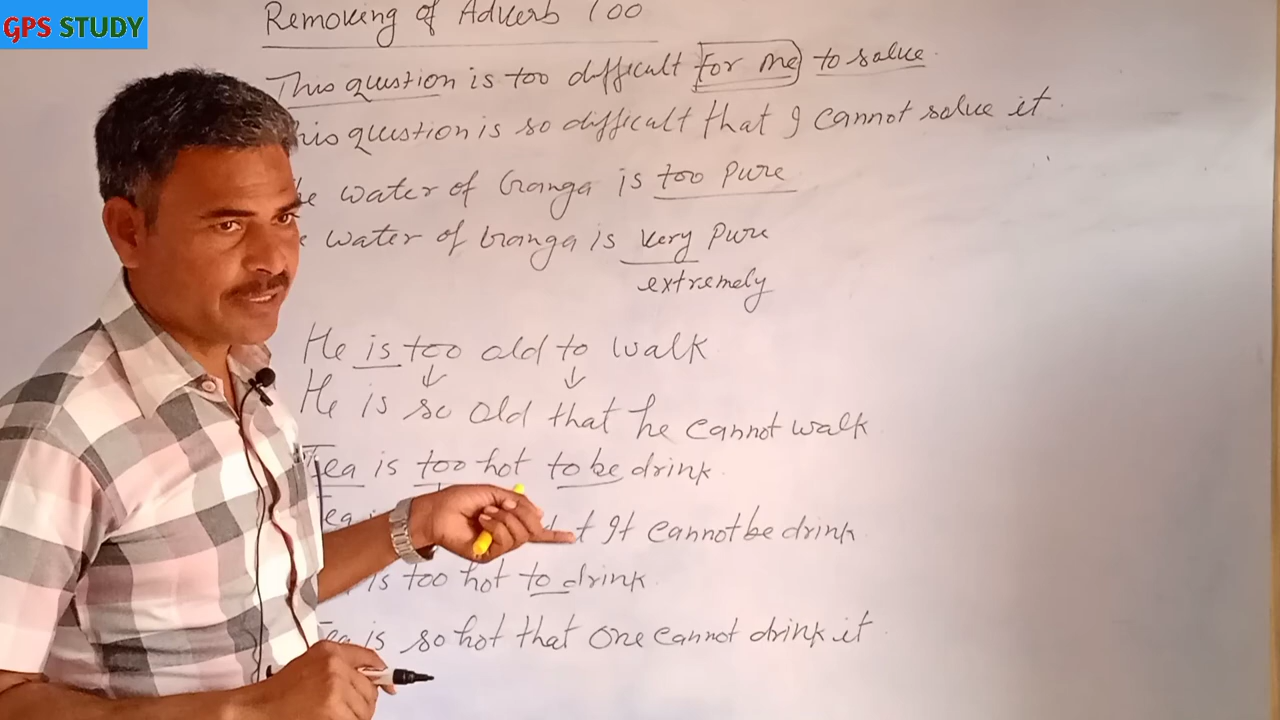 GPS STUDY
Removing of Adverb Too
This question is too difficult for me to solve.
his question is so difficult that I cannot solve it.
he water of Ganga is too pure
water of Ganga is very pure
extremely
He is too old to walk
He is so old that he cannot walk
Tea is too hot to be drink.
Tea t It cannot be drink
is too hot to drink.
Tea is so hot that one cannot drink it.